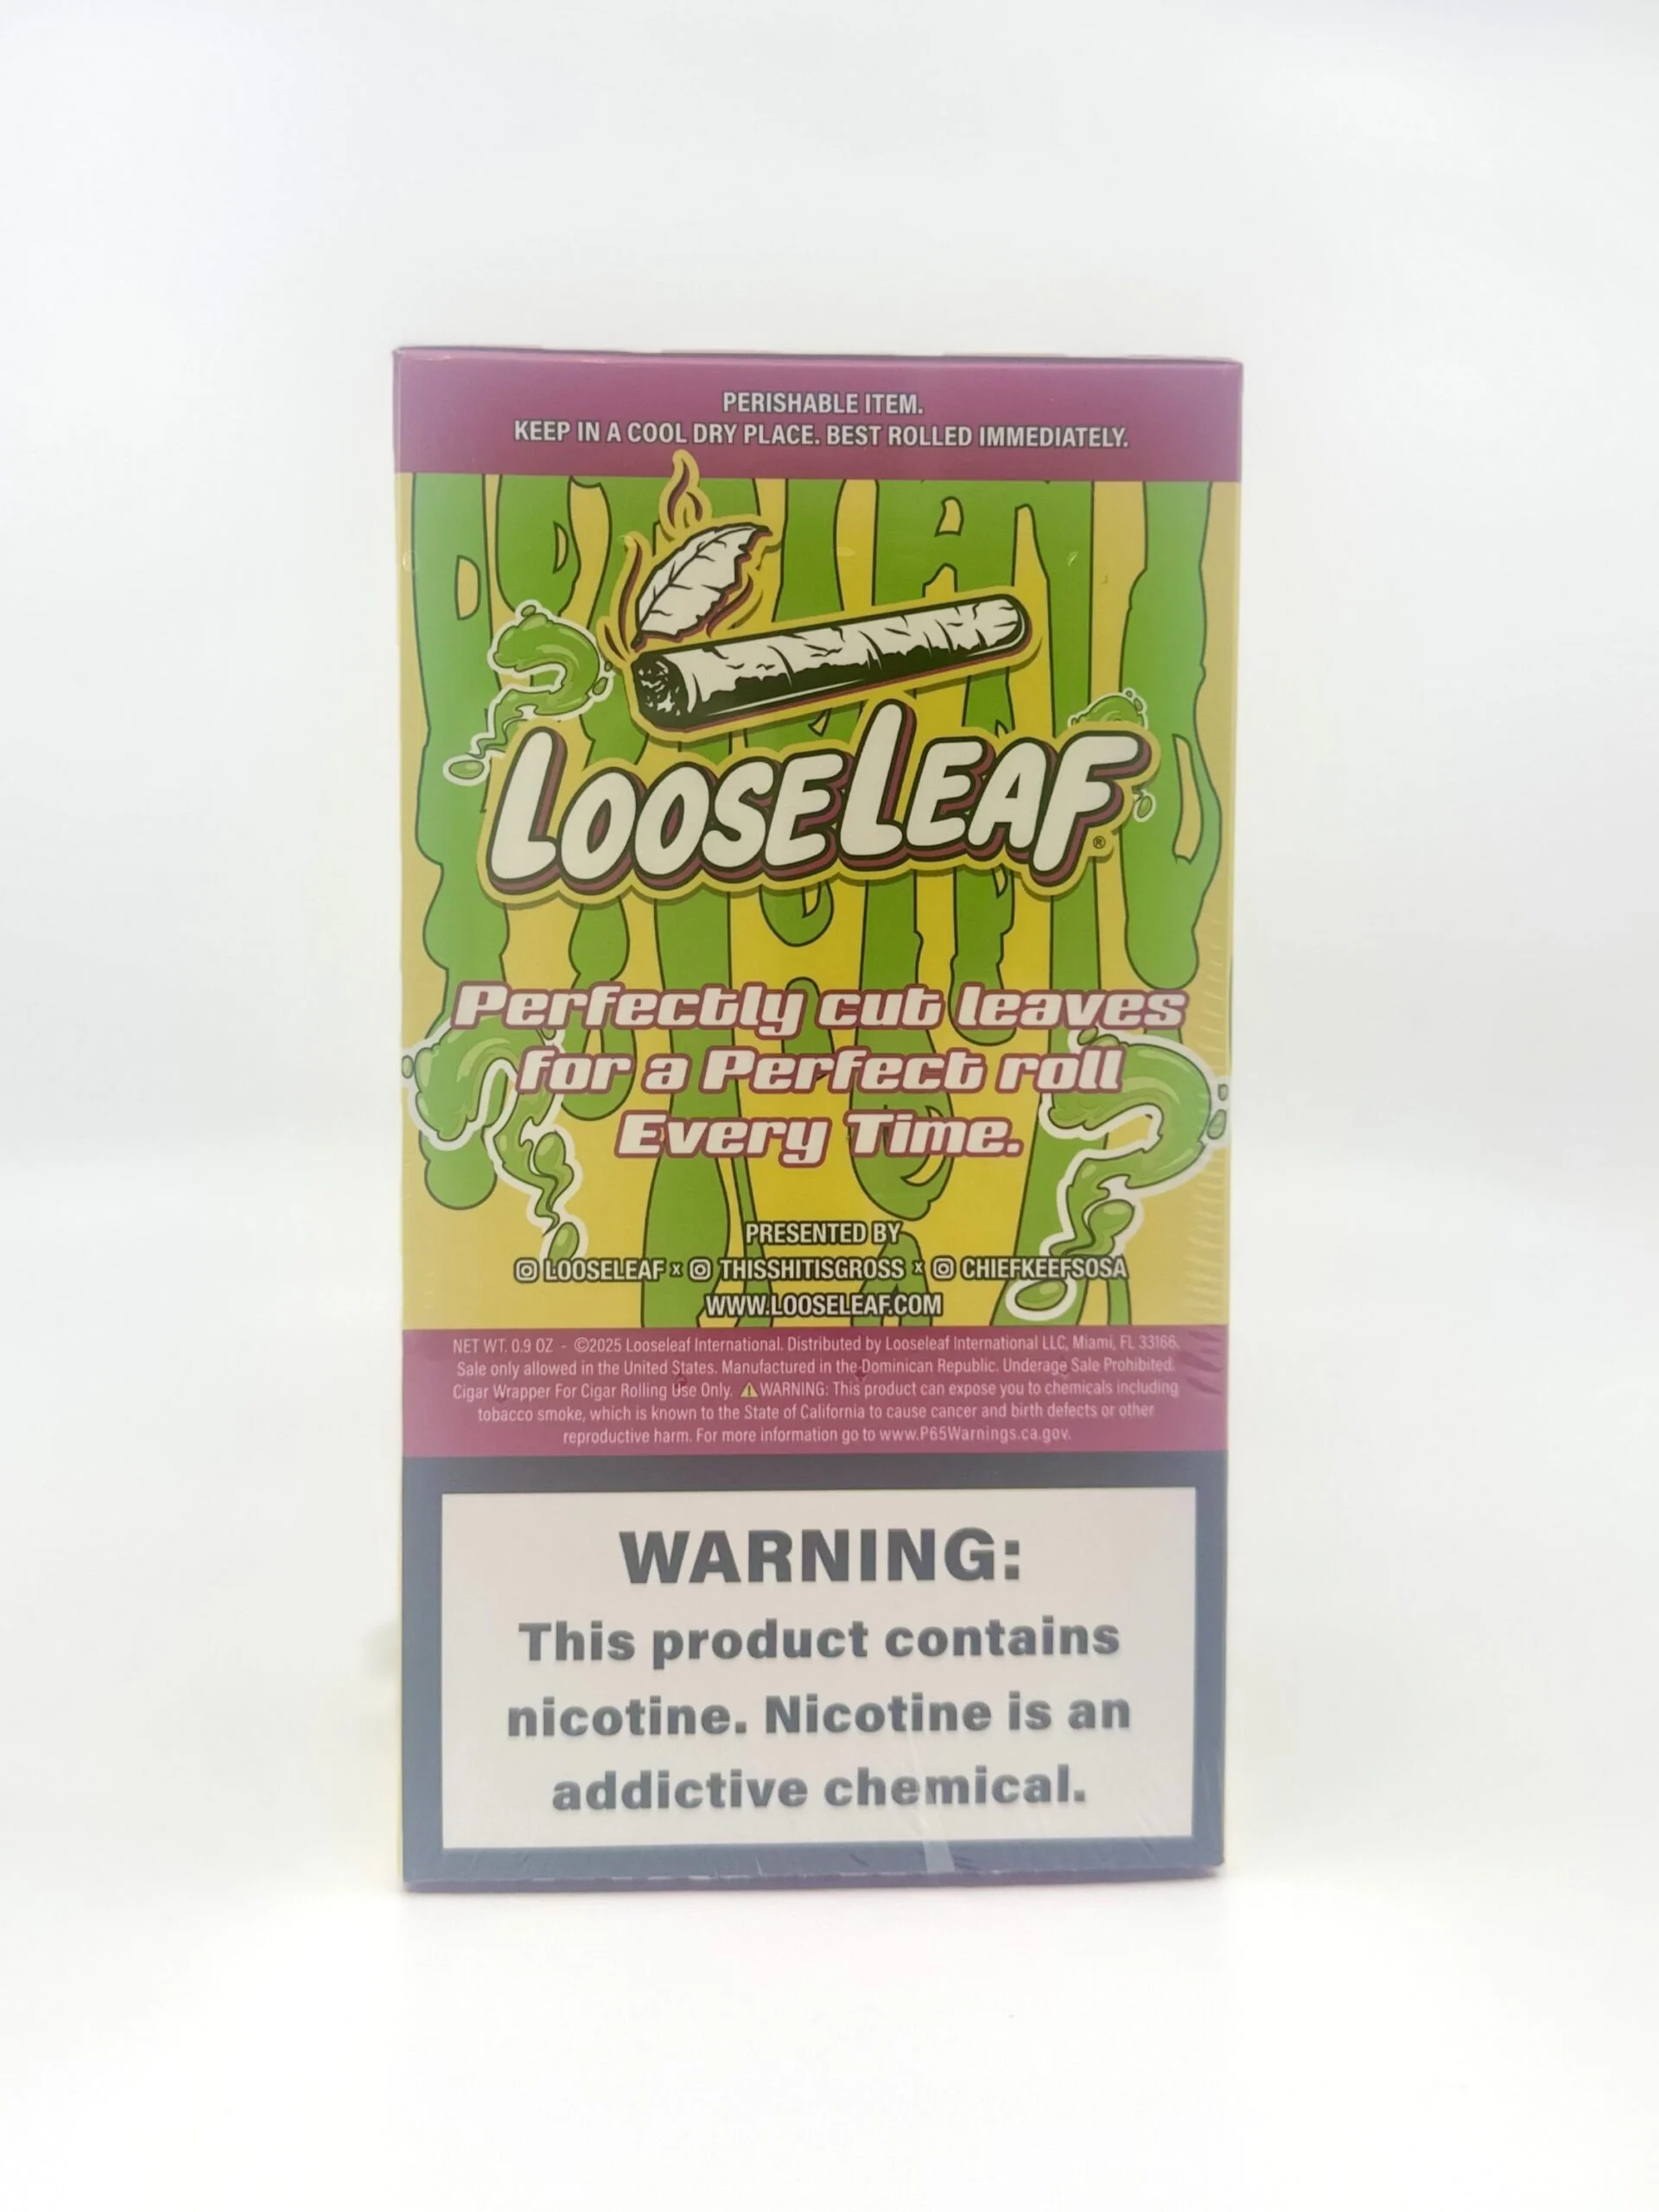 PERISHABLE ITEM.
KEEP IN A COOL DRY PLACE. BEST ROLLED IMMEDIATELY.
LOOSELEAF®
Perfectly cut leaves
for a Perfect roll
Every Time.
PRESENTED BY
LOOSELEAF x THISSHITISGROSS x CHIEFKEEFSOSA
WWW.LOOSELEAF.COM
NET WT. 0.9 OZ - ©2025 Looseleaf International. Distributed by Looseleaf International LLC, Miami, FL 33166.
Sale only allowed in the United States. Manufactured in the Dominican Republic. Underage Sale Prohibited.
Cigar Wrapper For Cigar Rolling Use Only. ⚠WARNING: This product can expose you to chemicals including
tobacco smoke, which is known to the State of California to cause cancer and birth defects or other
reproductive harm. For more information go to www.P65Warnings.ca.gov.
WARNING:
This product contains
nicotine. Nicotine is an
addictive chemical.